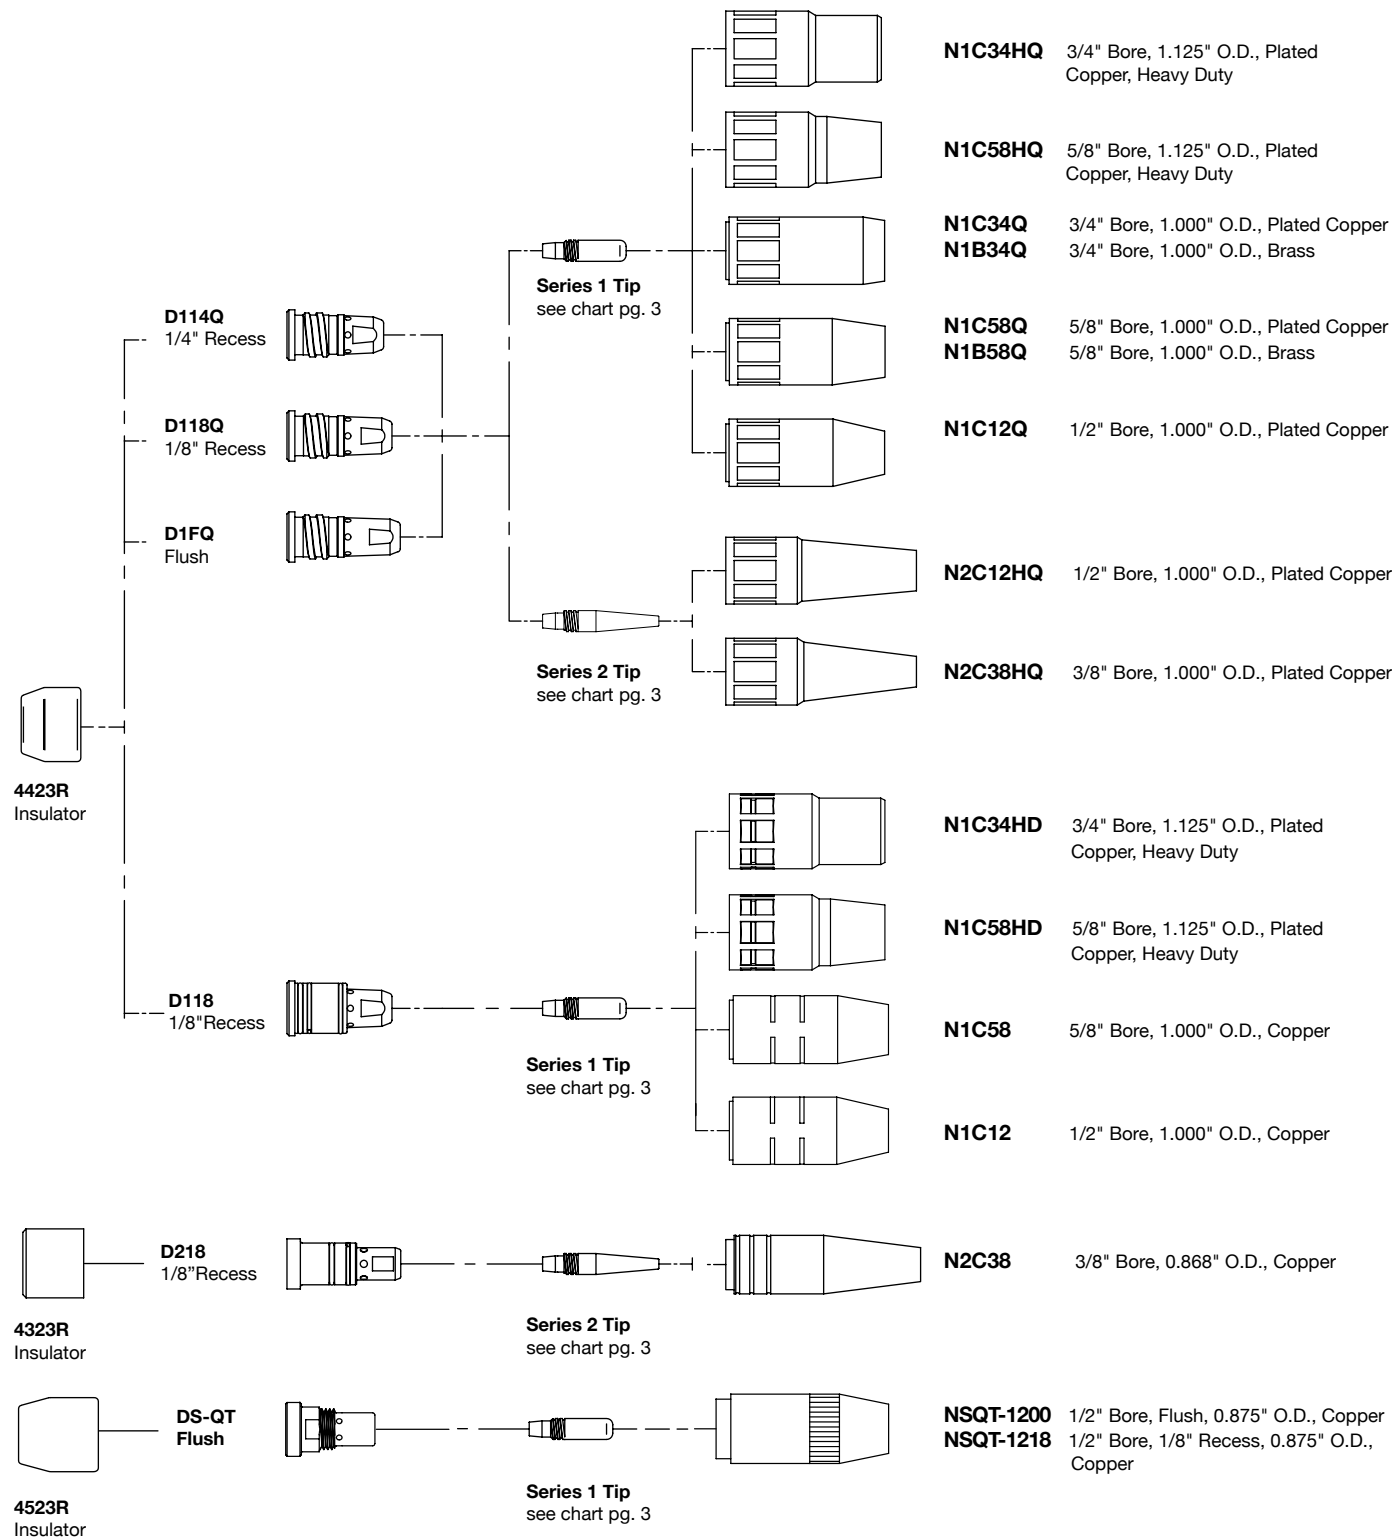 N1C34HQ 3/4" Bore, 1.125" O.D., Plated
Copper, Heavy Duty
N1C58HQ 5/8" Bore, 1.125" O.D., Plated
Copper, Heavy Duty
N1C34Q 3/4" Bore, 1.000" O.D., Plated Copper
N1B34Q 3/4" Bore, 1.000" O.D., Brass
Series 1 Tip
see chart pg. 3
D114Q
1/4" Recess
N1C58Q 5/8" Bore, 1.000" O.D., Plated Copper
N1B58Q 5/8" Bore, 1.000" O.D., Brass
D118Q
1/8" Recess
N1C12Q 1/2" Bore, 1.000" O.D., Plated Copper
D1FQ
Flush
N2C12HQ 1/2" Bore, 1.000" O.D., Plated Copper
Series 2 Tip
see chart pg. 3
N2C38HQ 3/8" Bore, 1.000" O.D., Plated Copper
4423R
Insulator
N1C34HD 3/4" Bore, 1.125" O.D., Plated
Copper, Heavy Duty
N1C58HD 5/8" Bore, 1.125" O.D., Plated
Copper, Heavy Duty
D118
1/8"Recess
N1C58 5/8" Bore, 1.000" O.D., Copper
Series 1 Tip
see chart pg. 3
N1C12 1/2" Bore, 1.000" O.D., Copper
D218
1/8”Recess
N2C38 3/8" Bore, 0.868" O.D., Copper
4323R
Insulator
Series 2 Tip
see chart pg. 3
DS-QT
Flush
NSQT-1200 1/2" Bore, Flush, 0.875" O.D., Copper
NSQT-1218 1/2" Bore, 1/8" Recess, 0.875" O.D.,
Copper
Series 1 Tip
see chart pg. 3
4523R
Insulator